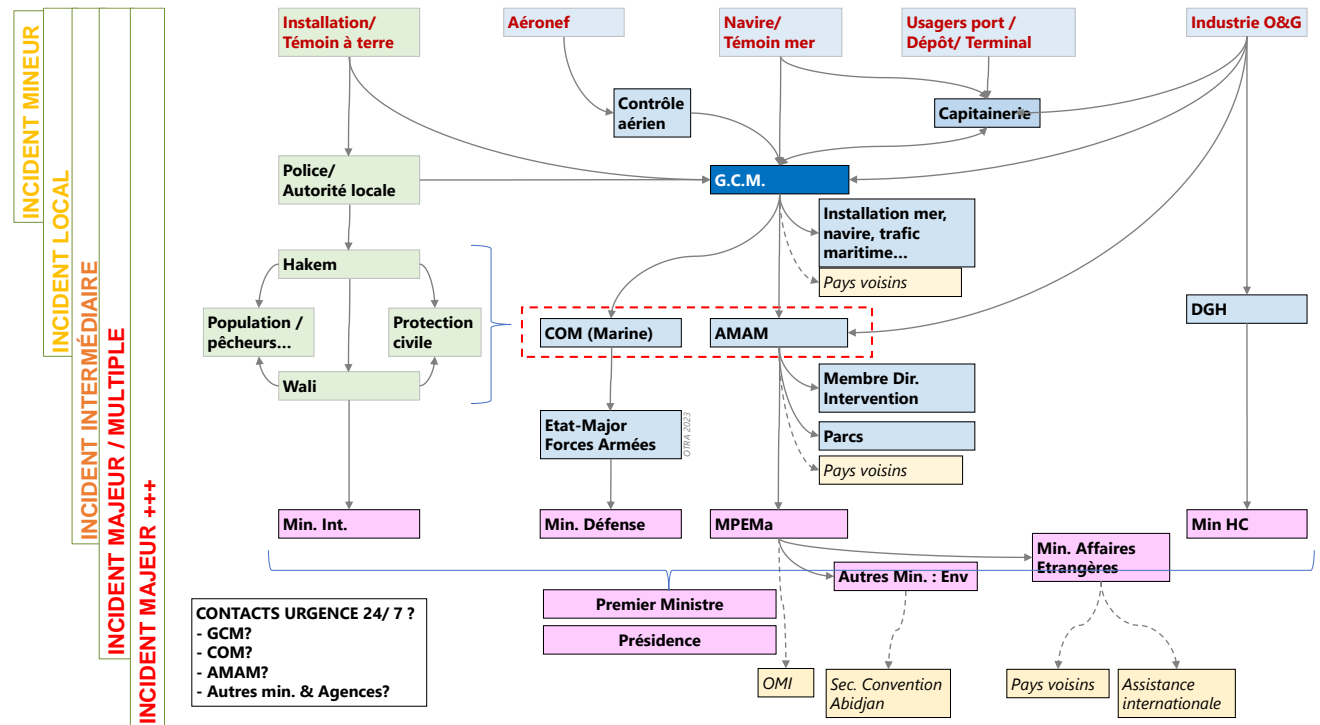 Installation/
Témoin à terre
Aéronef
Navire/
Témoin mer
Usagers port /
Dépôt/ Terminal
Industrie O&G
INCIDENT MINEUR
INCIDENT LOCAL
INCIDENT INTERMÉDIAIRE
INCIDENT MAJEUR / MULTIPLE
INCIDENT MAJEUR +++
Contrôle
aérien
Capitainerie
Police/
Autorité locale
G.C.M.
Installation mer,
navire, trafic
maritime...
Pays voisins
Hakem
Population /
pêcheurs...
Protection
civile
Wali
COM (Marine)
AMAM
DGH
Membre Dir.
Intervention
Etat-Major
Forces Armées
OTRA 2023
Parcs
Pays voisins
Min. Int.
Min. Défense
MPEMa
Min HC
Min. Affaires
Etrangères
Autres Min. : Env
Premier Ministre
Présidence
CONTACTS URGENCE 24/ 7 ?
- GCM?
- COM?
- AMAM?
- Autres min. & Agences?
OMI
Sec. Convention
Abidjan
Pays voisins
Assistance
internationale